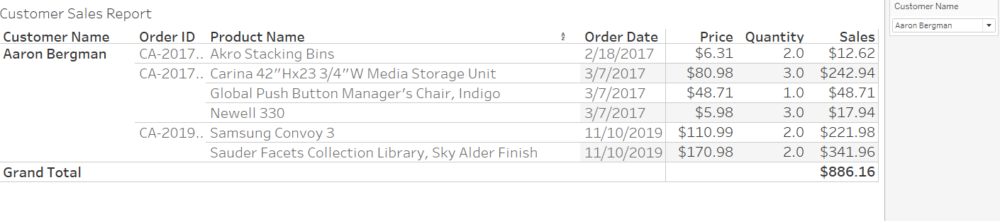 Customer Sales Report
Customer Name
Aaron Bergman
Customer Name Order ID Product Name Order Date Price Quantity Sales
Aaron Bergman CA-2017.. Akro Stacking Bins 2/18/2017 $6.31 2.0 $12.62
CA-2017.. Carina 42"Hx23 3/4"W Media Storage Unit 3/7/2017 $80.98 3.0 $242.94
Global Push Button Manager's Chair, Indigo 3/7/2017 $48.71 1.0 $48.71
Newell 330 3/7/2017 $5.98 3.0 $17.94
CA-2019.. Samsung Convoy 3 11/10/2019 $110.99 2.0 $221.98
Sauder Facets Collection Library, Sky Alder Finish 11/10/2019 $170.98 2.0 $341.96
Grand Total $886.16